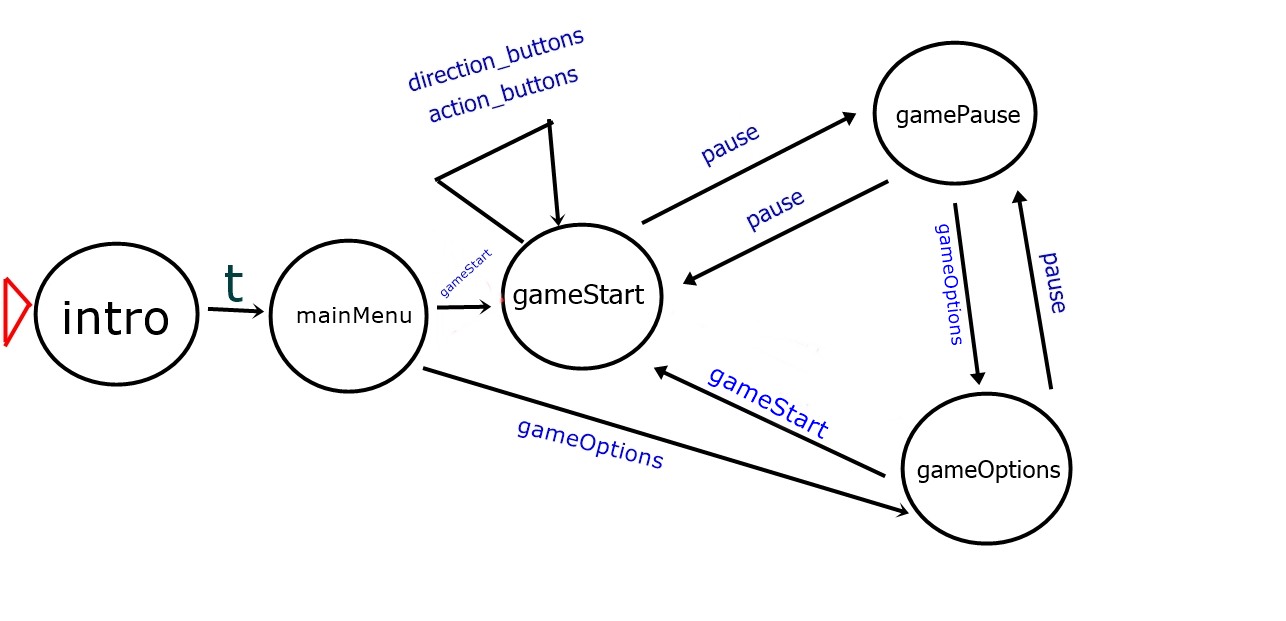 direction_buttons
action_buttons
pause
gamePause
pause
gameOptions
pause
intro
t
mainMenu
gameStart
gameStart
gameStart
gameOptions
gameOptions